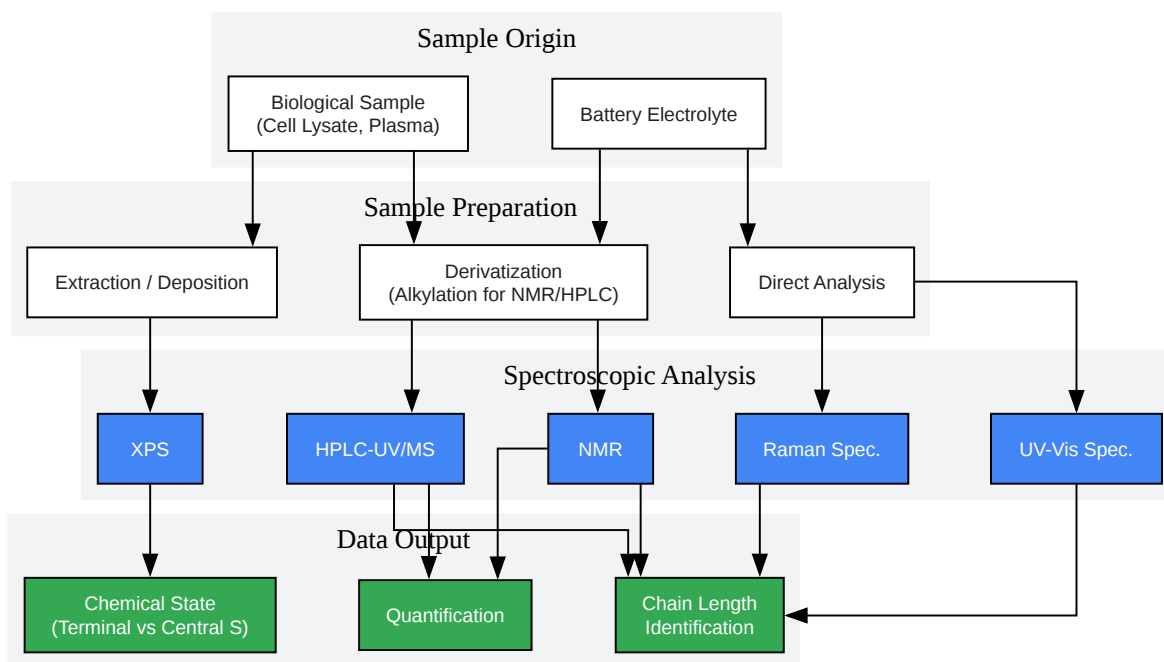 Sample Origin
Biological Sample
(Cell Lysate, Plasma)
Battery Electrolyte
Sample Preparation
Extraction / Deposition
Derivatization
(Alkylation for NMR/HPLC)
Direct Analysis
Spectroscopic Analysis
XPS
HPLC-UV/MS
NMR
Raman Spec.
UV-Vis Spec.
Data Output
Chemical State
(Terminal vs Central S)
Quantification
Chain Length
Identification